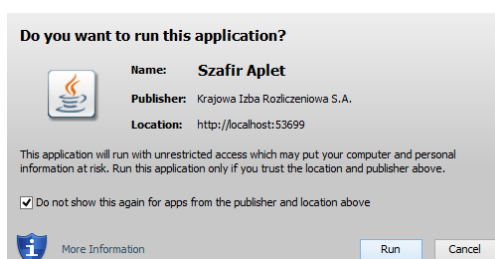 Do you want to run this application?
Name: Szafir Aplet
Publisher: Krajowa Izba Rozliczeniowa S.A.
Location: http://localhost:53699
This application will run with unrestricted access which may put your computer and personal
information at risk. Run this application only if you trust the location and publisher above.
Do not show this again for apps from the publisher and location above
More Information Run Cancel